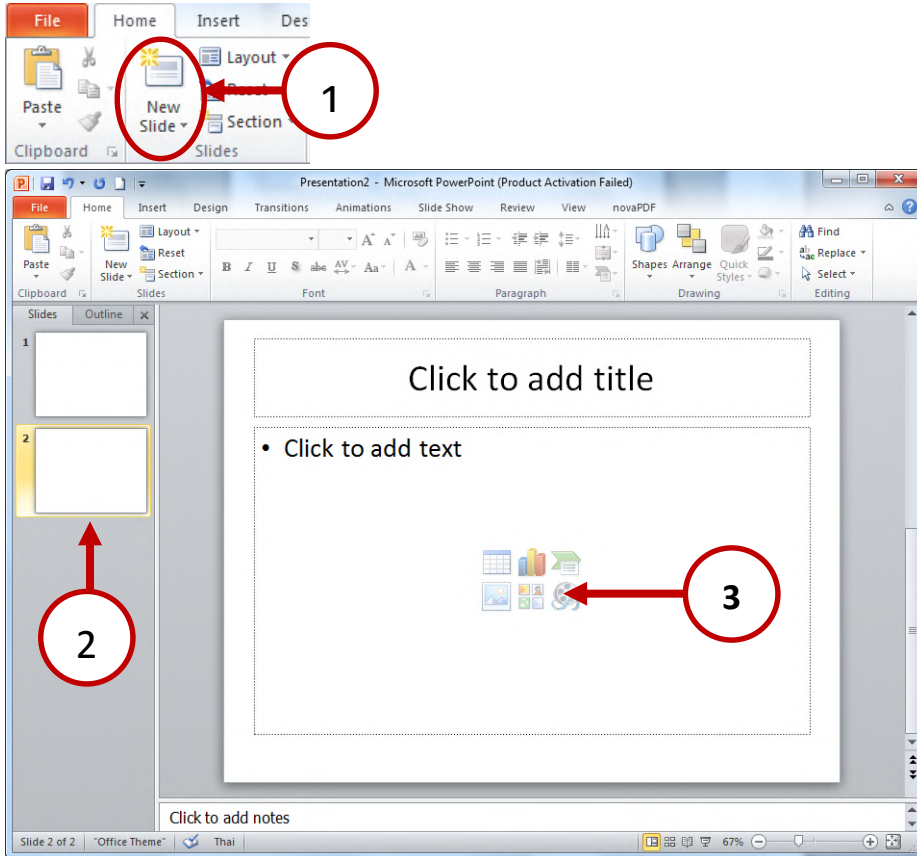 File Home Insert Des
Layout
Reset
Paste New Slide Section
Clipboard Slides
1
Presentation2 - Microsoft PowerPoint (Product Activation Failed)
File Home Insert Design Transitions Animations Slide Show Review View novaPDF
Paste New Slide Layout Reset Section
B I U S abc AV Aa A A A
Shapes Arrange Quick Styles
Find
Replace
Select
Clipboard Slides Font Paragraph Drawing Editing
Slides Outline
1
2
Click to add title
• Click to add text
2
3
Click to add notes
Slide 2 of 2 "Office Theme" Thai 67%